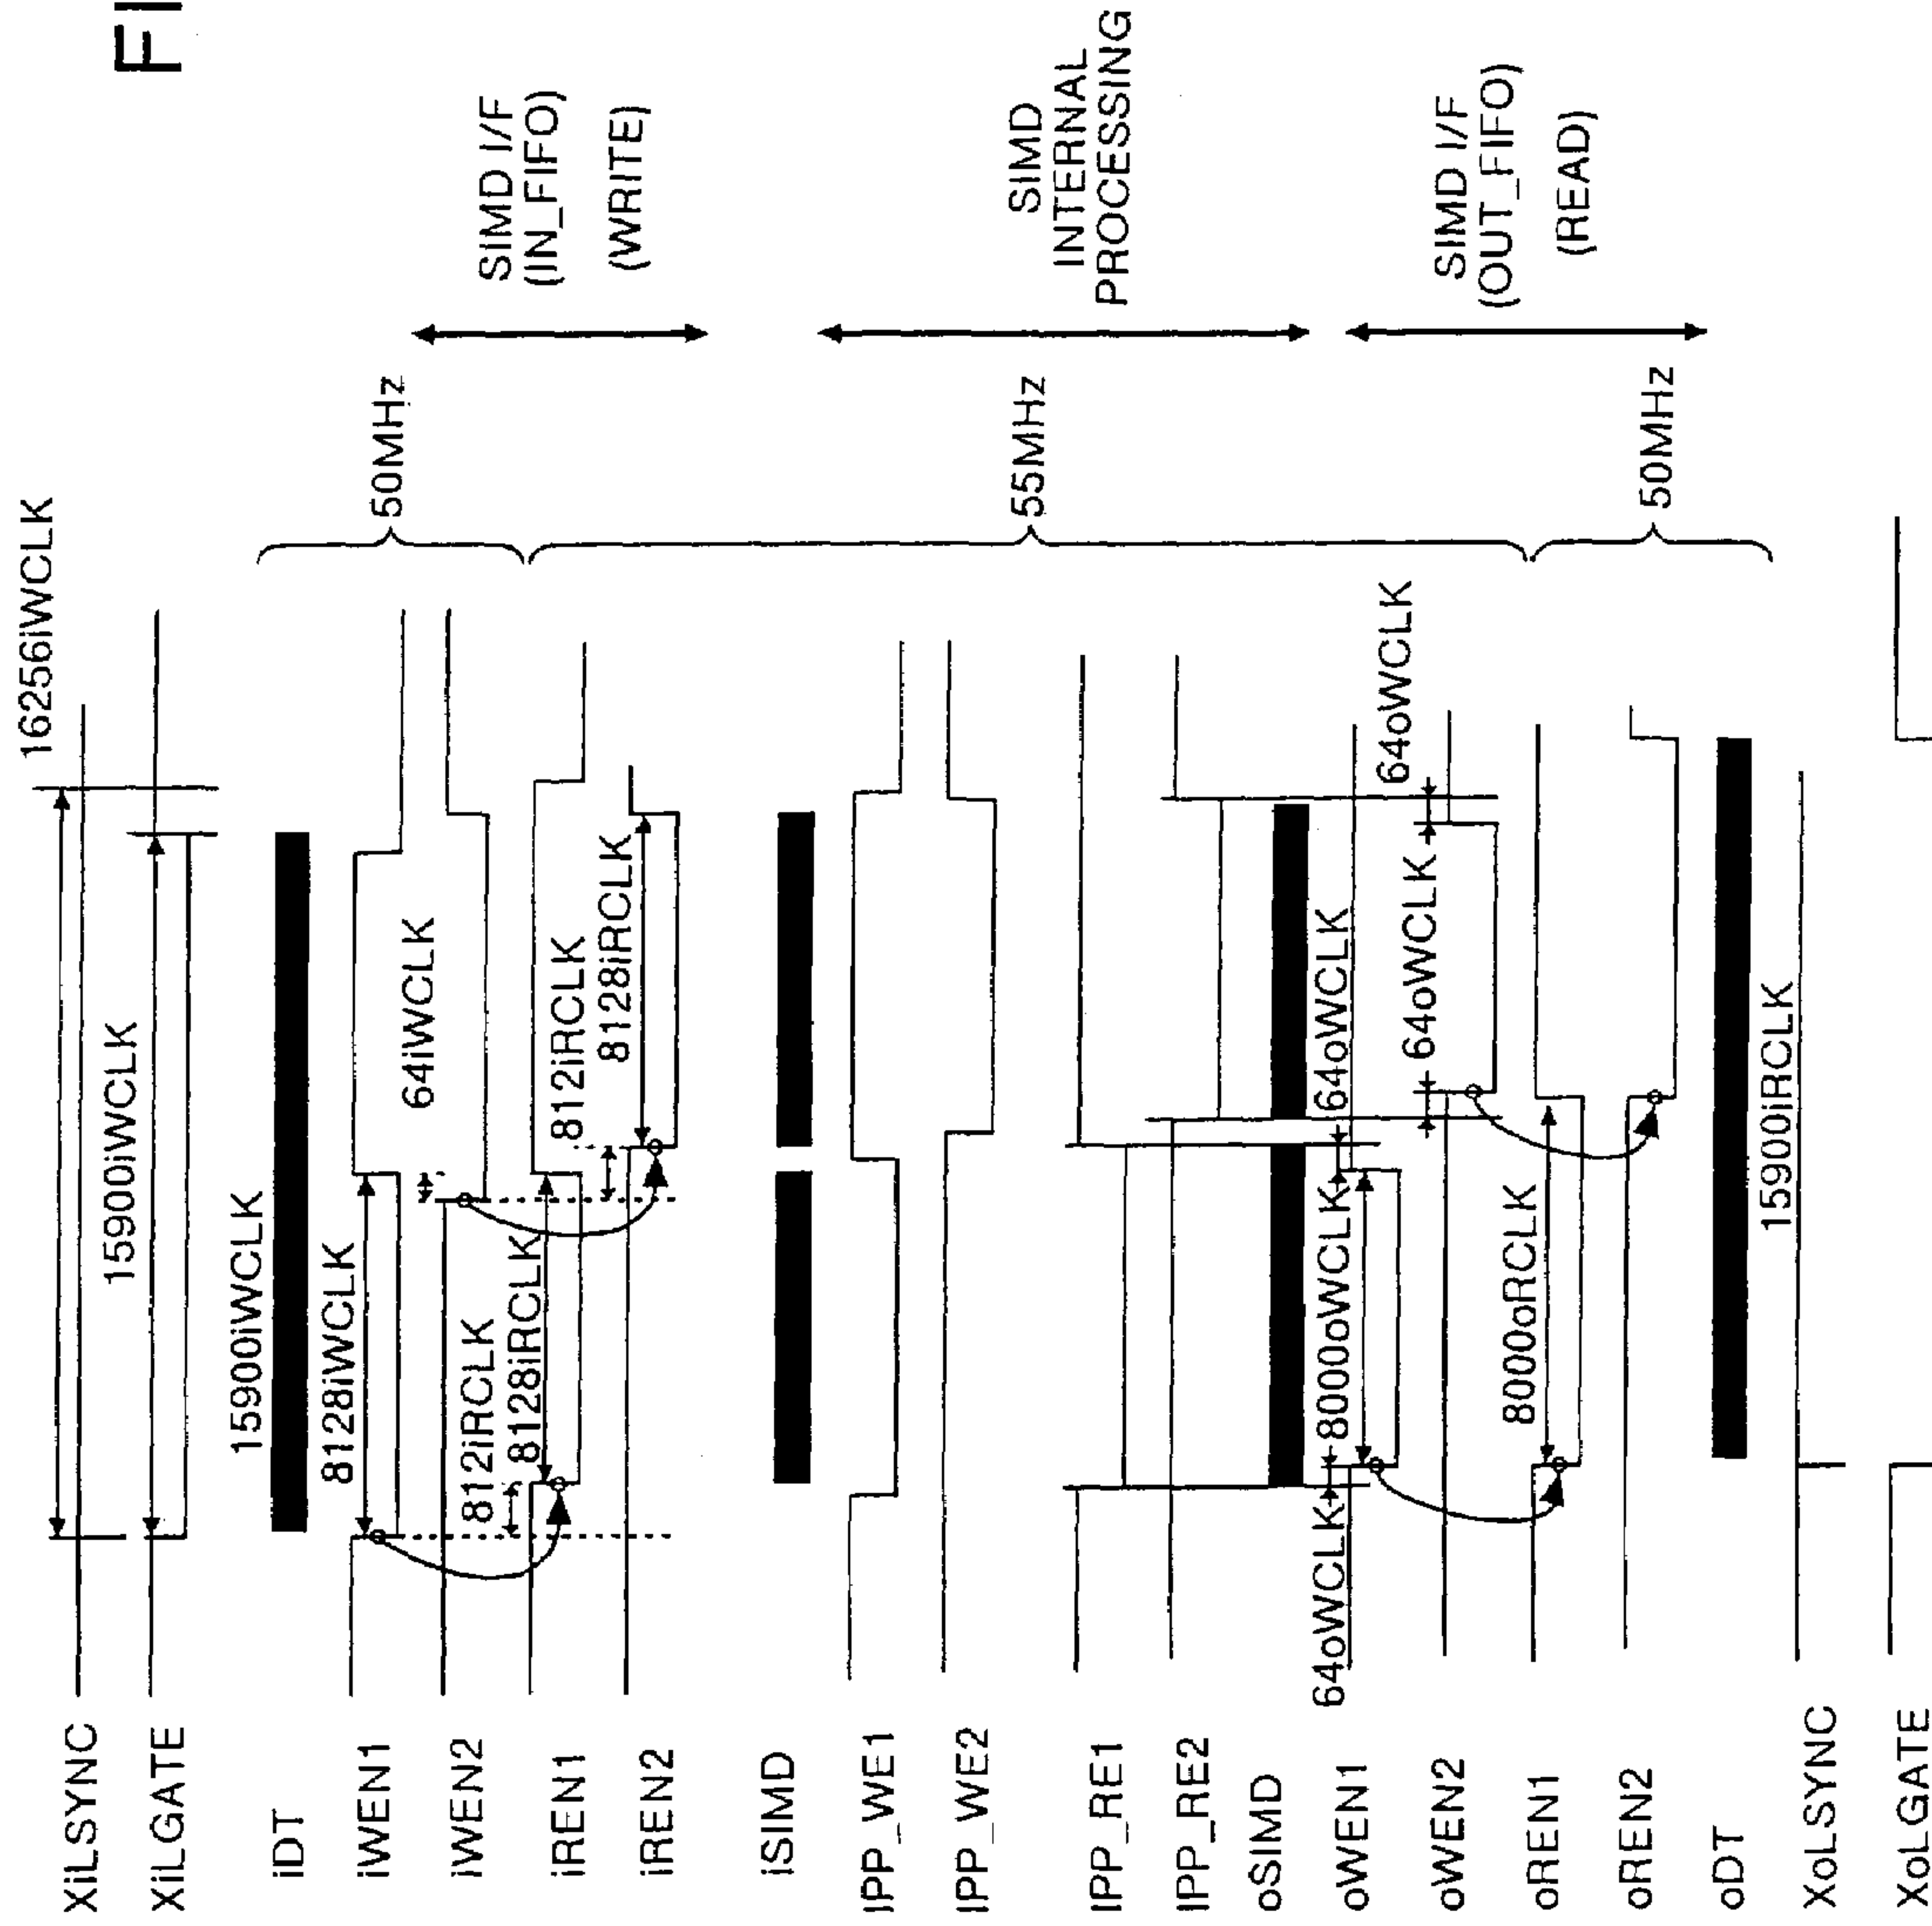 FI
16256iWCLK
XiLSYNC
15900iWCLK
XiLGATE
15900iWCLK
iDT
8128iWCLK
iWEN1
50MHz
64iWCLK
iWEN2
SIMD I/F
(IN_FIFO)
(WRITE)
812iRCLK
8128iRCLK
iREN1
812iRCLK
8128iRCLK
iREN2
iSIMD
IPP_WE1
IPP_WE2
SIMD
INTERNAL
PROCESSING
55MHz
IPP_RE1
IPP_RE2
oSIMD
64oWCLK
8000oWCLK
64oWCLK
oWEN1
64oWCLK
64oWCLK
oWEN2
SIMD I/F
(OUT_FIFO)
(READ)
8000oRCLK
oREN1
50MHz
oREN2
oDT
15900iRCLK
XoLSYNC
XoLGATE